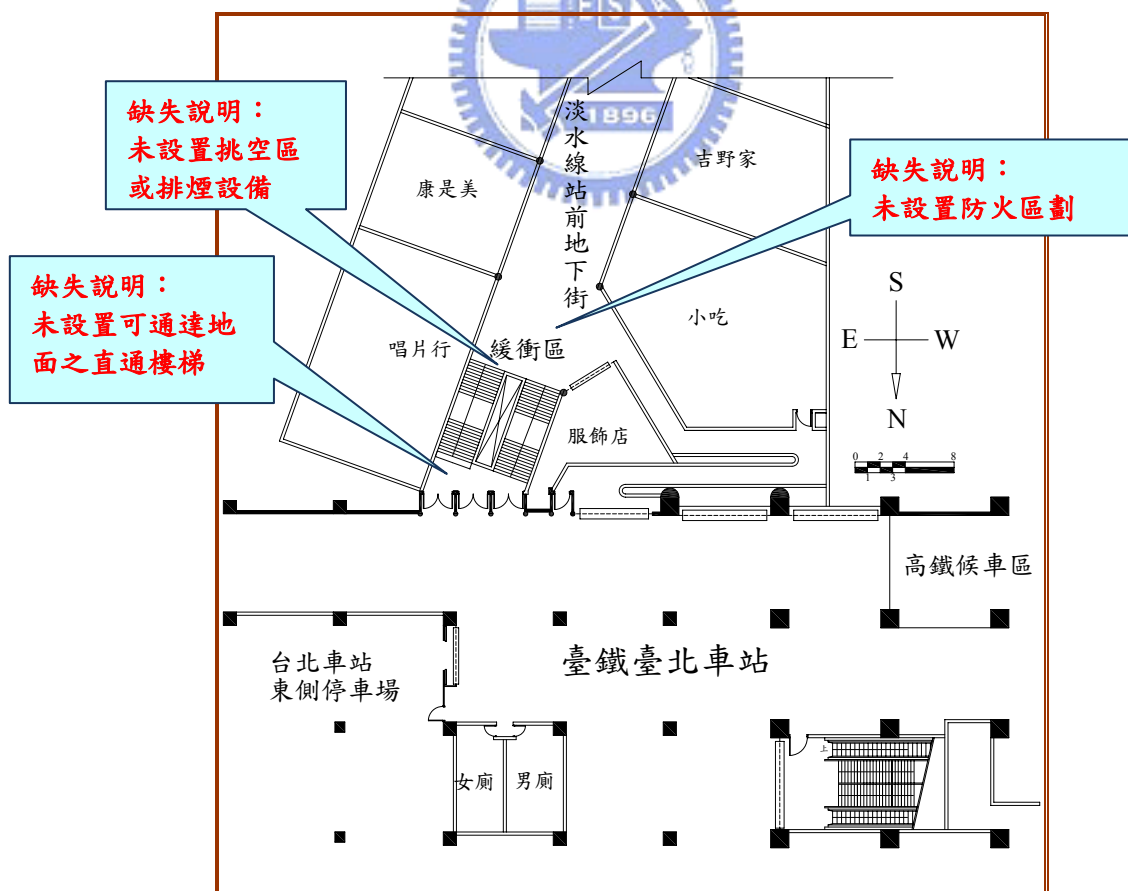 1896
缺失說明：
未設置挑空區
或排煙設備
淡水線站前地下街
吉野家
康是美
缺失說明：
未設置防火區劃
缺失說明：
未設置可通達地
面之直通樓梯
唱片行
緩衝區
小吃
服飾店
S
E
W
N
0 2 4 8
1 3
高鐵候車區
台北車站
東側停車場
臺鐵臺北車站
女廁
男廁
上